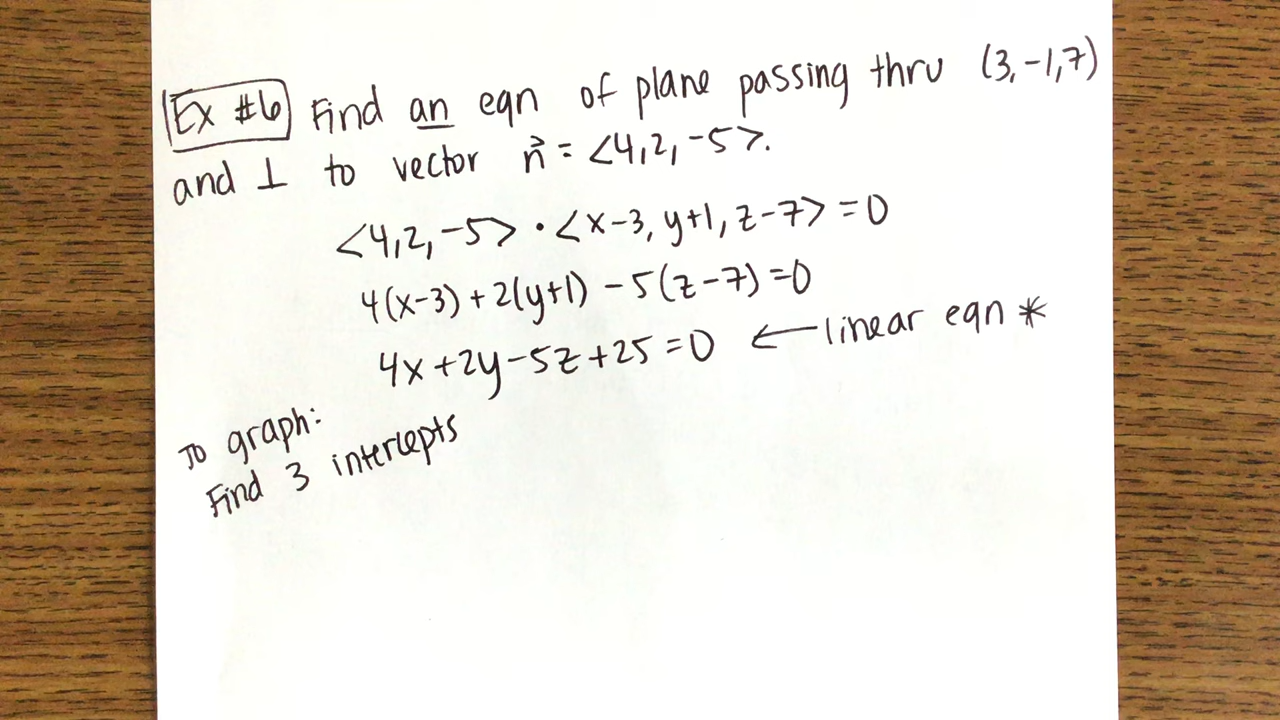 Ex #6 Find an eqn of plane passing thru (3,-1,7)
and ⊥ to vector n⃗ = <4,2,-5>.
<4,2,-5> · <x-3, y+1, z-7> = 0
4(x-3) + 2(y+1) - 5(z-7) = 0
4x + 2y - 5z + 25 = 0 ← linear eqn *
To graph:
Find 3 intercepts